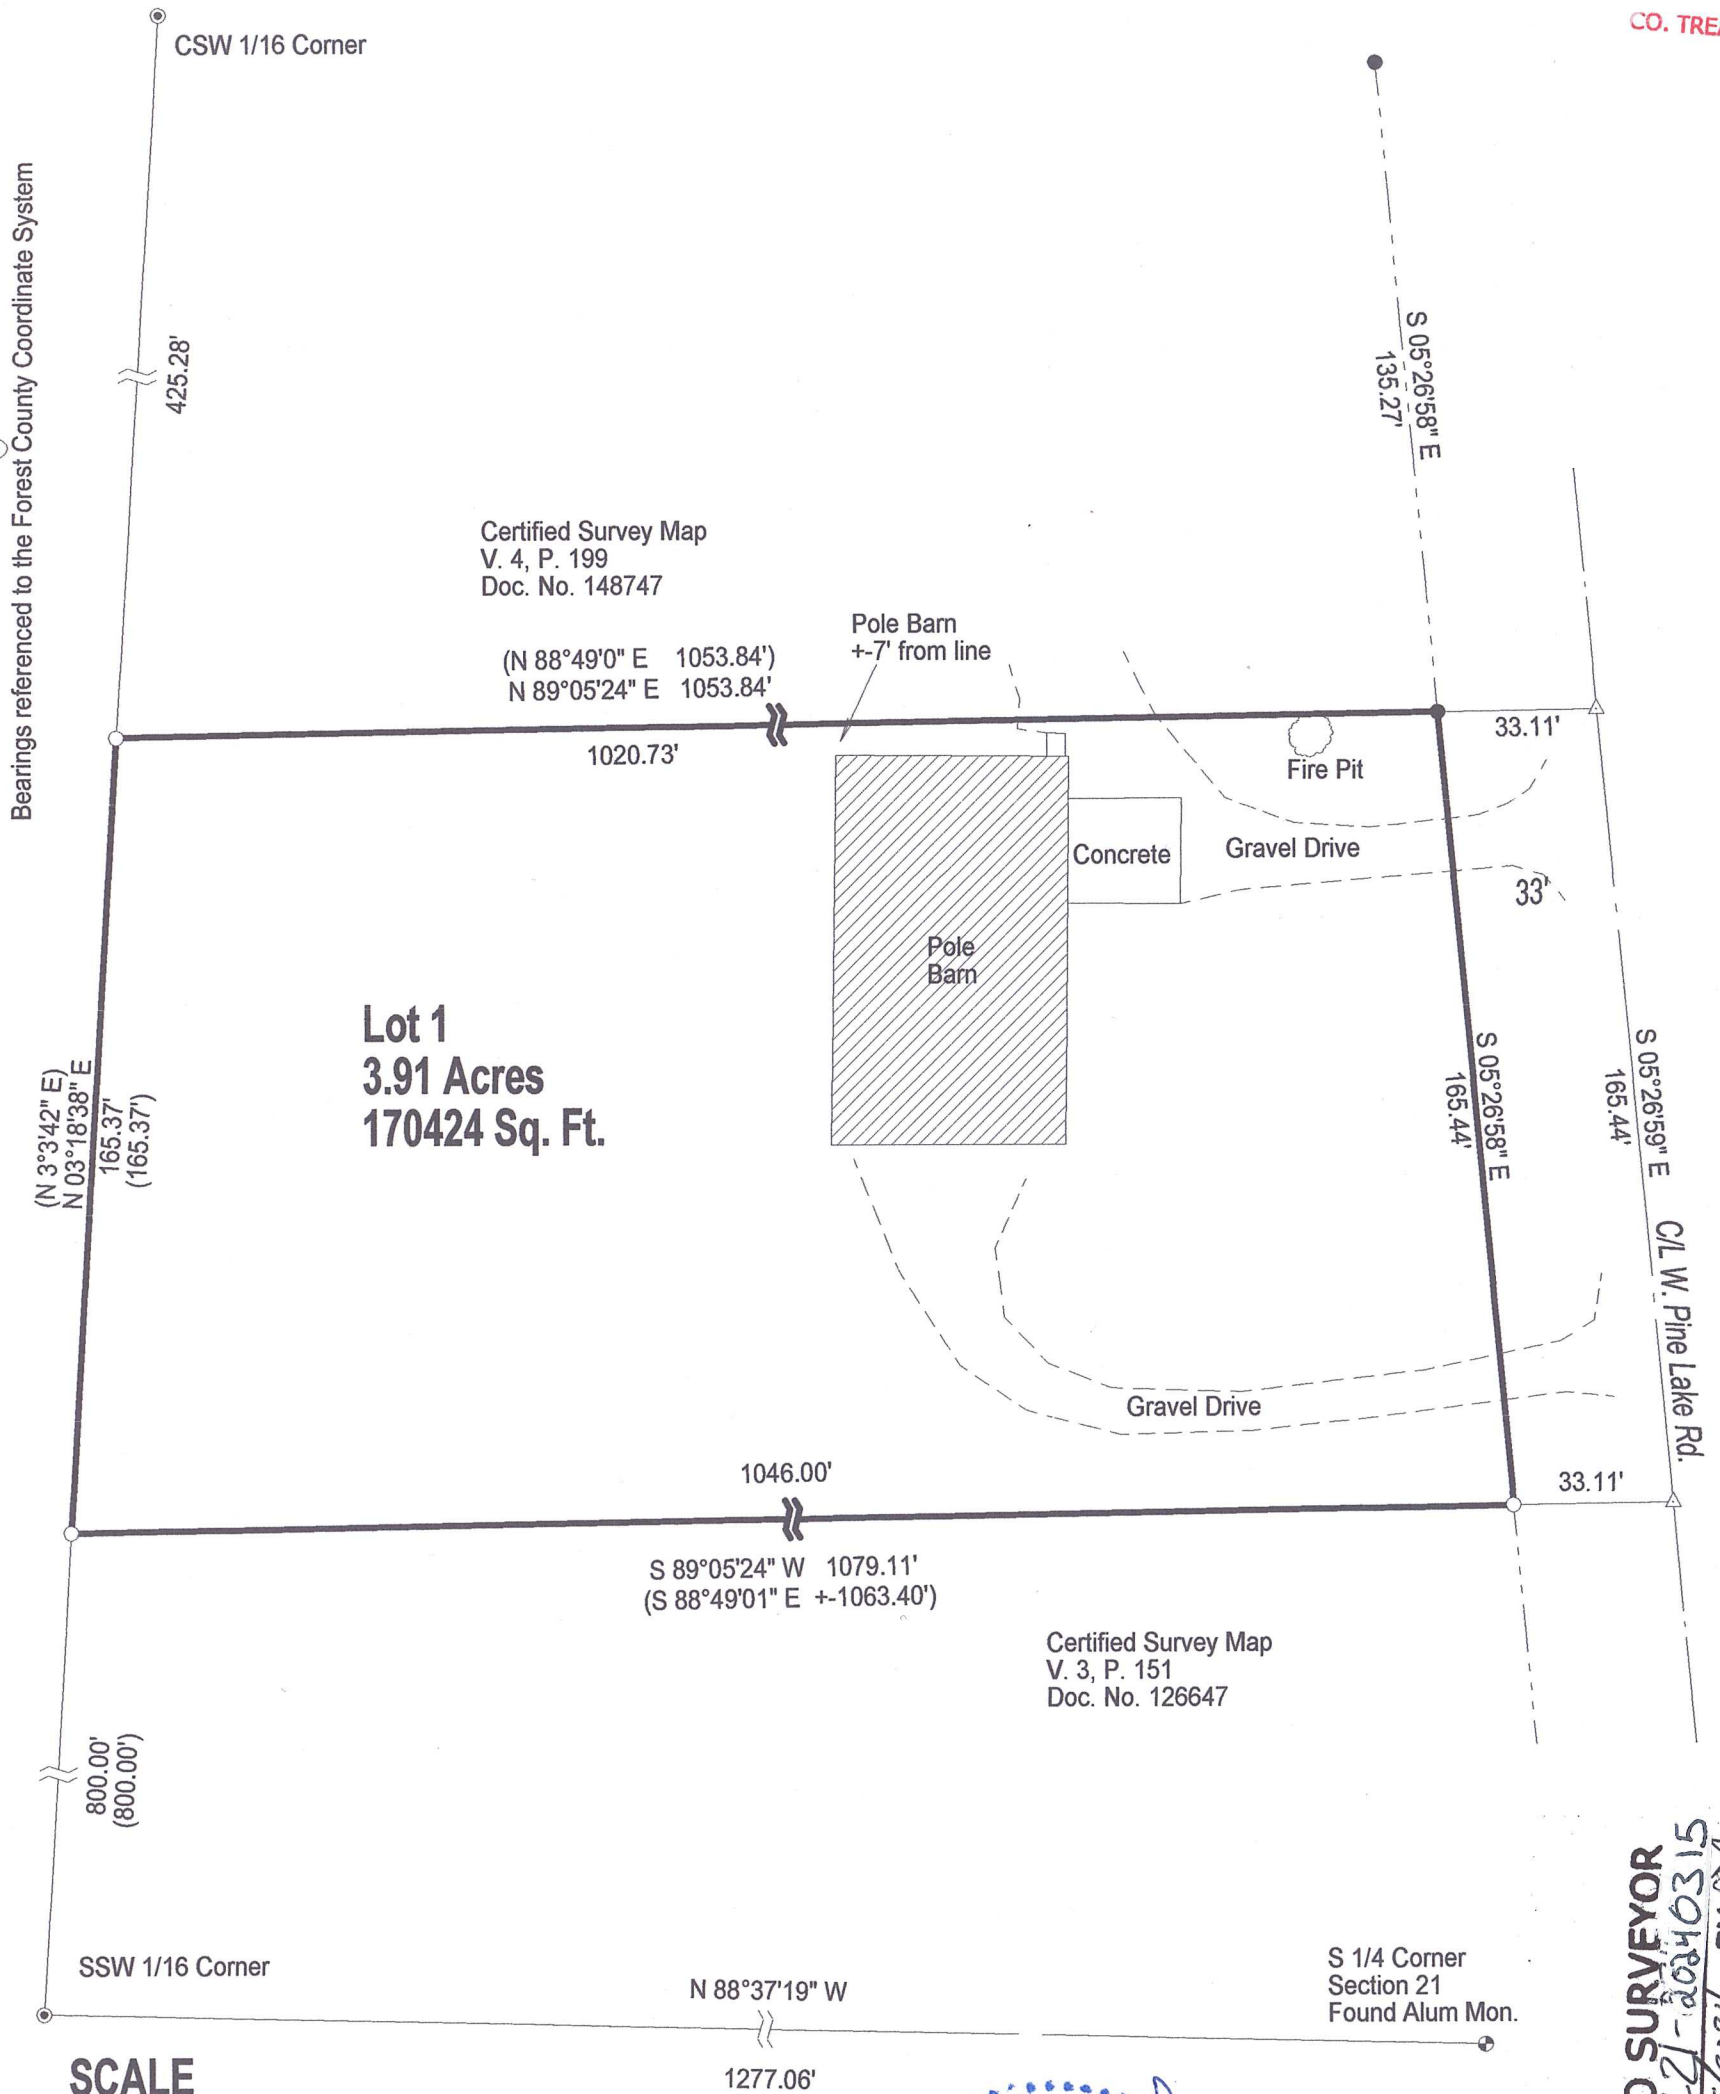 CO. TREA
CSW 1/16 Corner
Bearings referenced to the Forest County Coordinate System
425.28'
S 05°26'58" E
135.27'
Certified Survey Map
V. 4, P. 199
Doc. No. 148747
Pole Barn
+-7' from line
(N 88°49'0" E 1053.84')
N 89°05'24" E 1053.84'
1020.73'
33.11'
Fire Pit
Concrete
Gravel Drive
33'
Pole
Barn
Lot 1
3.91 Acres
170424 Sq. Ft.
(N 3°3'42" E)
N 03°18'38" E
165.37'
(165.37')
S 05°26'58" E
165.44'
S 05°26'59" E
165.44'
C/L W. Pine Lake Rd.
Gravel Drive
1046.00'
33.11'
S 89°05'24" W 1079.11'
(S 88°49'01" E +-1063.40')
Certified Survey Map
V. 3, P. 151
Doc. No. 126647
800.00'
(800.00')
SSW 1/16 Corner
N 88°37'19" W
S 1/4 Corner
Section 21
Found Alum Mon.
SCALE
1277.06'
D SURVEYOR
21-20240315